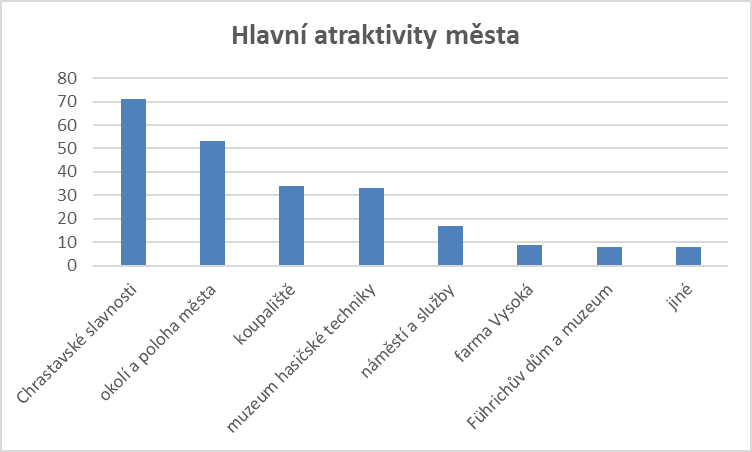 Hlavní atraktivity města
80
70
60
50
40
30
20
10
0
Chrastavské slavnosti
okolí a poloha města
koupaliště
muzeum hasičské techniky
náměstí a služby
farma Vysoká
Führichův dům a muzeum
jiné